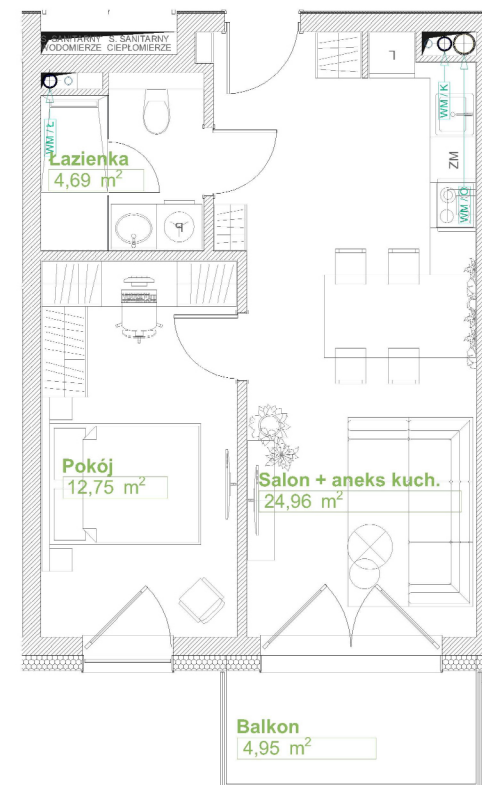 SANITARNY S. SANITARNY
WODOMIERZE CIEPŁOMIERZE
L
WM / K
ZM
WM / O
WM / Ł
Łazienka
4,69 m²
P
Pokój
12,75 m²
Salon + aneks kuch.
24,96 m²
Balkon
4,95 m²